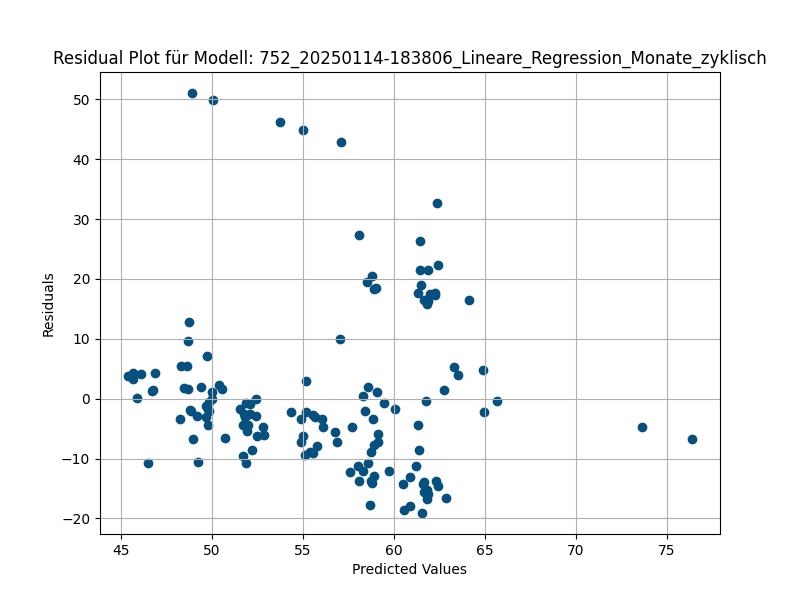 Residual Plot für Modell: 752_20250114-183806_Lineare_Regression_Monate_zyklisch
50
40
30
20
10
0
−10
−20
Residuals
45 50 55 60 65 70 75
Predicted Values